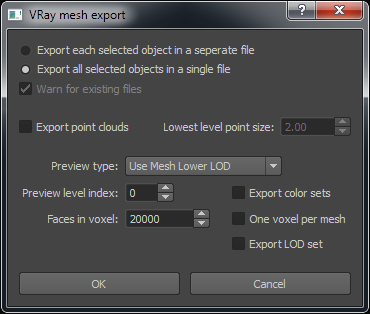 VRay mesh export
Export each selected object in a seperate file
Export all selected objects in a single file
Warn for existing files
Export point clouds Lowest level point size: 2.00
Preview type: Use Mesh Lower LOD
Preview level index: 0 Export color sets
Faces in voxel: 20000 One voxel per mesh
Export LOD set
OK Cancel